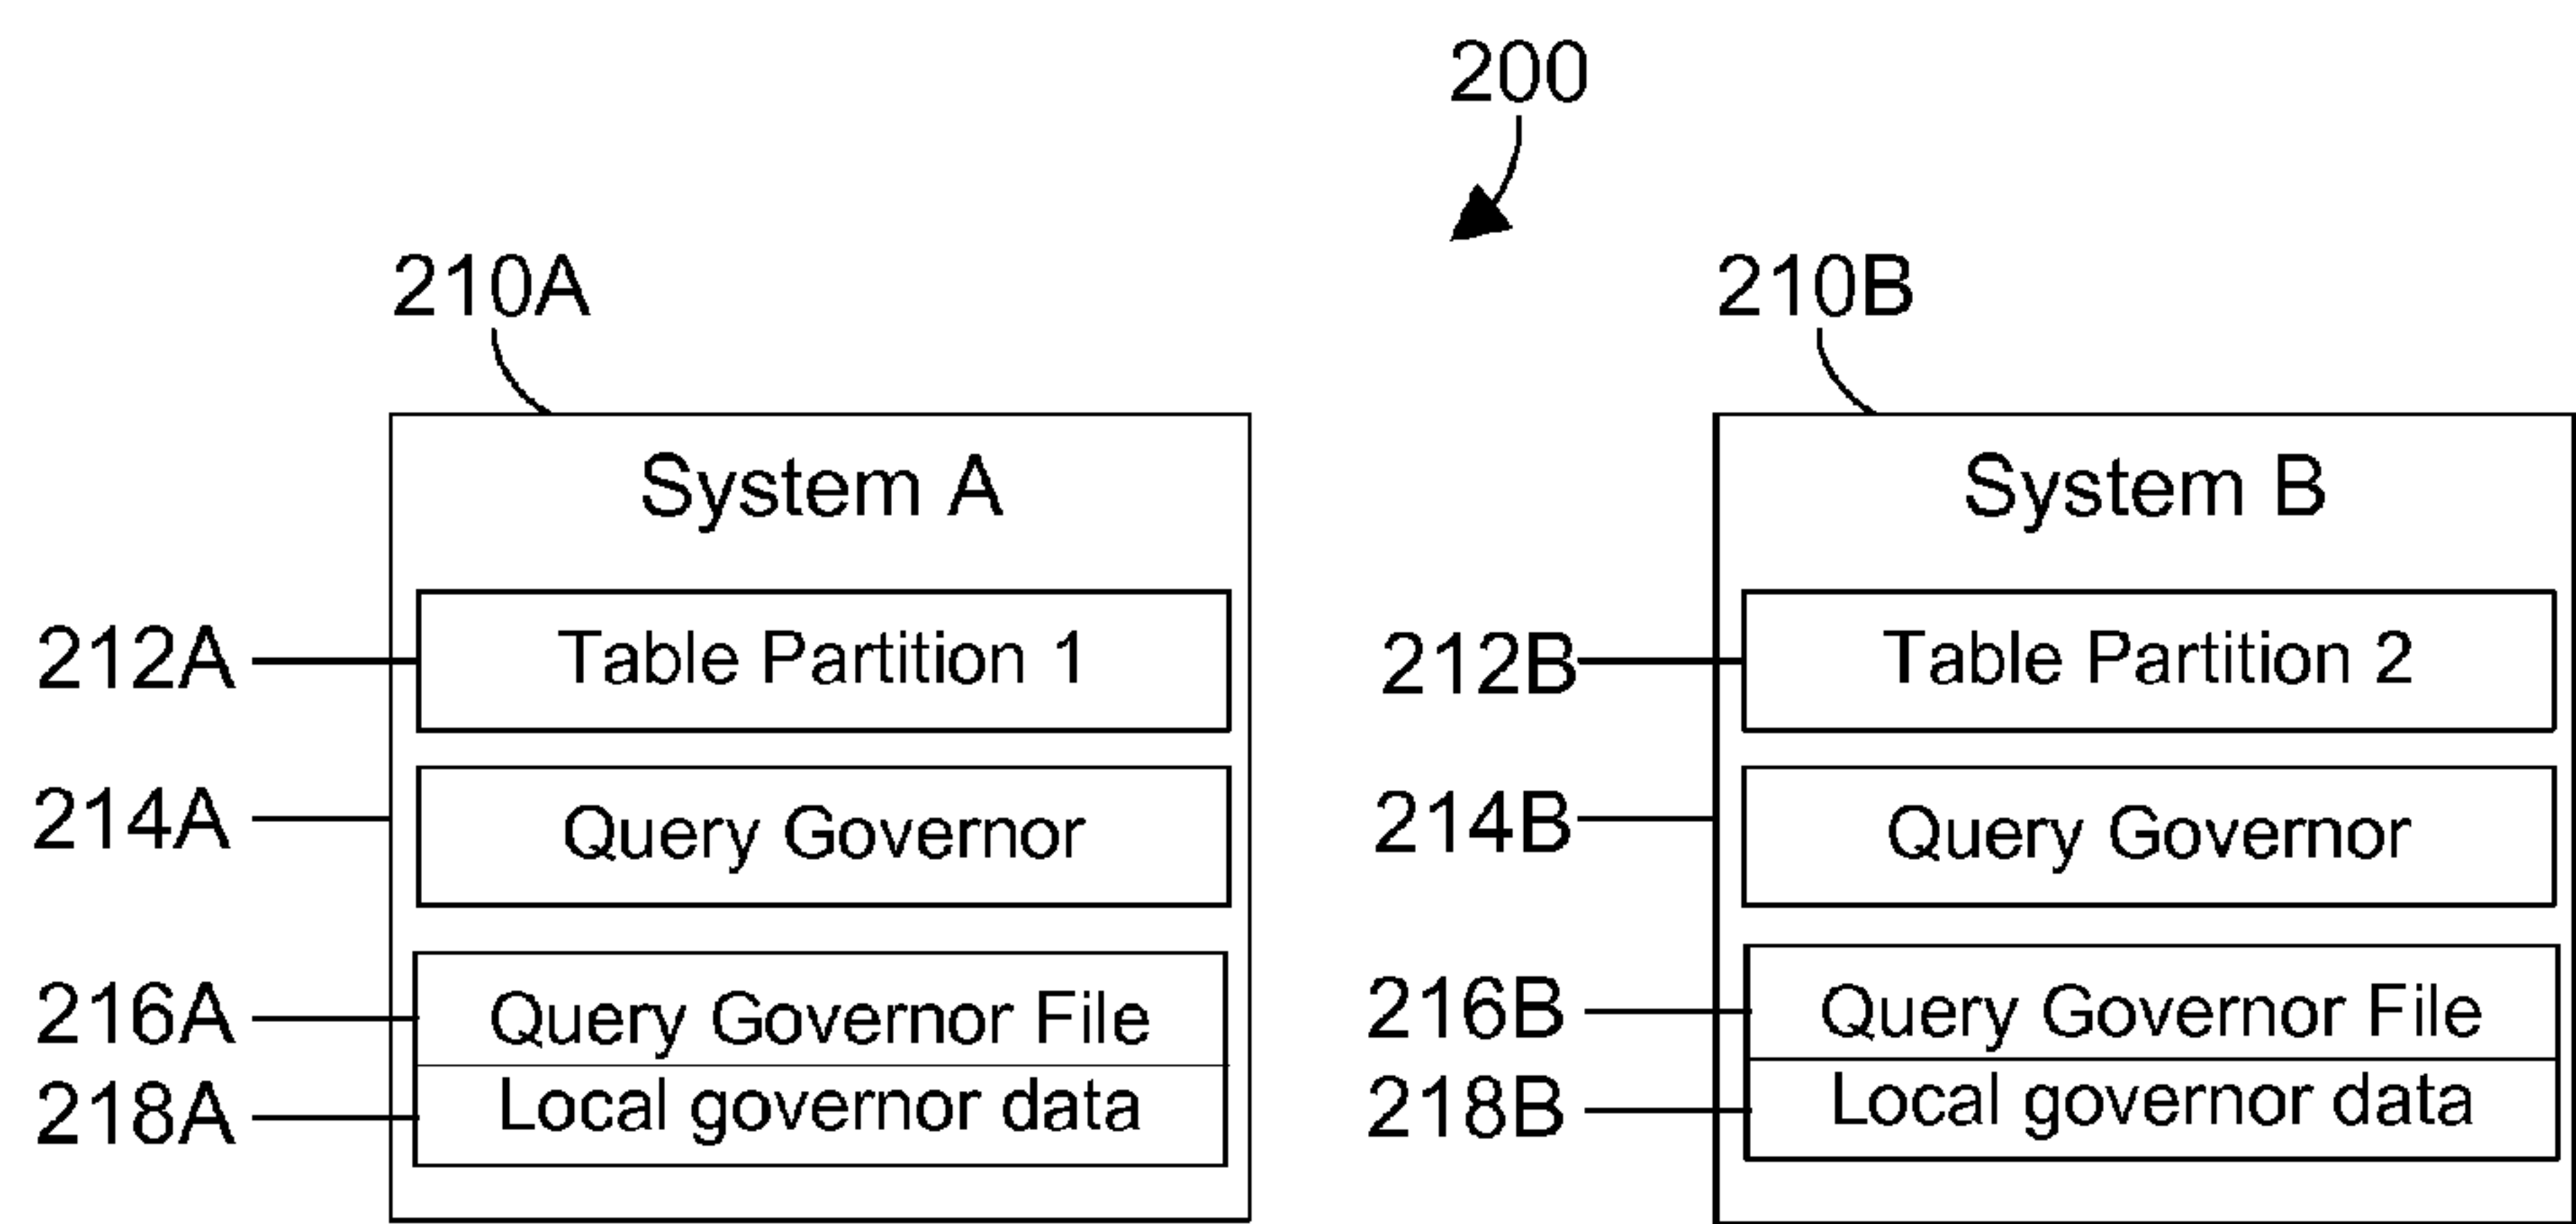 200
210A
210B
System A
System B
212A
Table Partition 1
212B
Table Partition 2
214A
Query Governor
214B
Query Governor
216A
Query Governor File
216B
Query Governor File
218A
Local governor data
218B
Local governor data